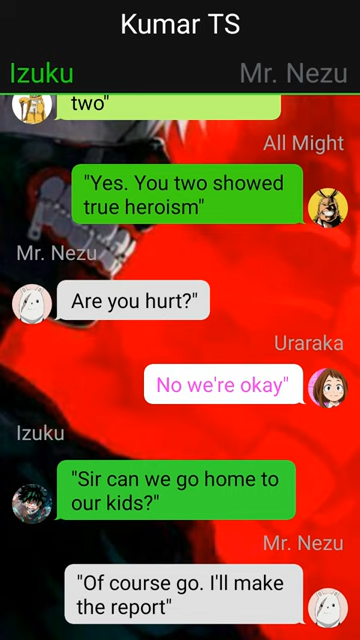 Kumar TS
Izuku
Mr. Nezu
two"
All Might
"Yes. You two showed
true heroism"
Mr. Nezu
Are you hurt?"
Uraraka
No we're okay"
Izuku
"Sir can we go home to
our kids?"
Mr. Nezu
"Of course go. I'll make
the report"